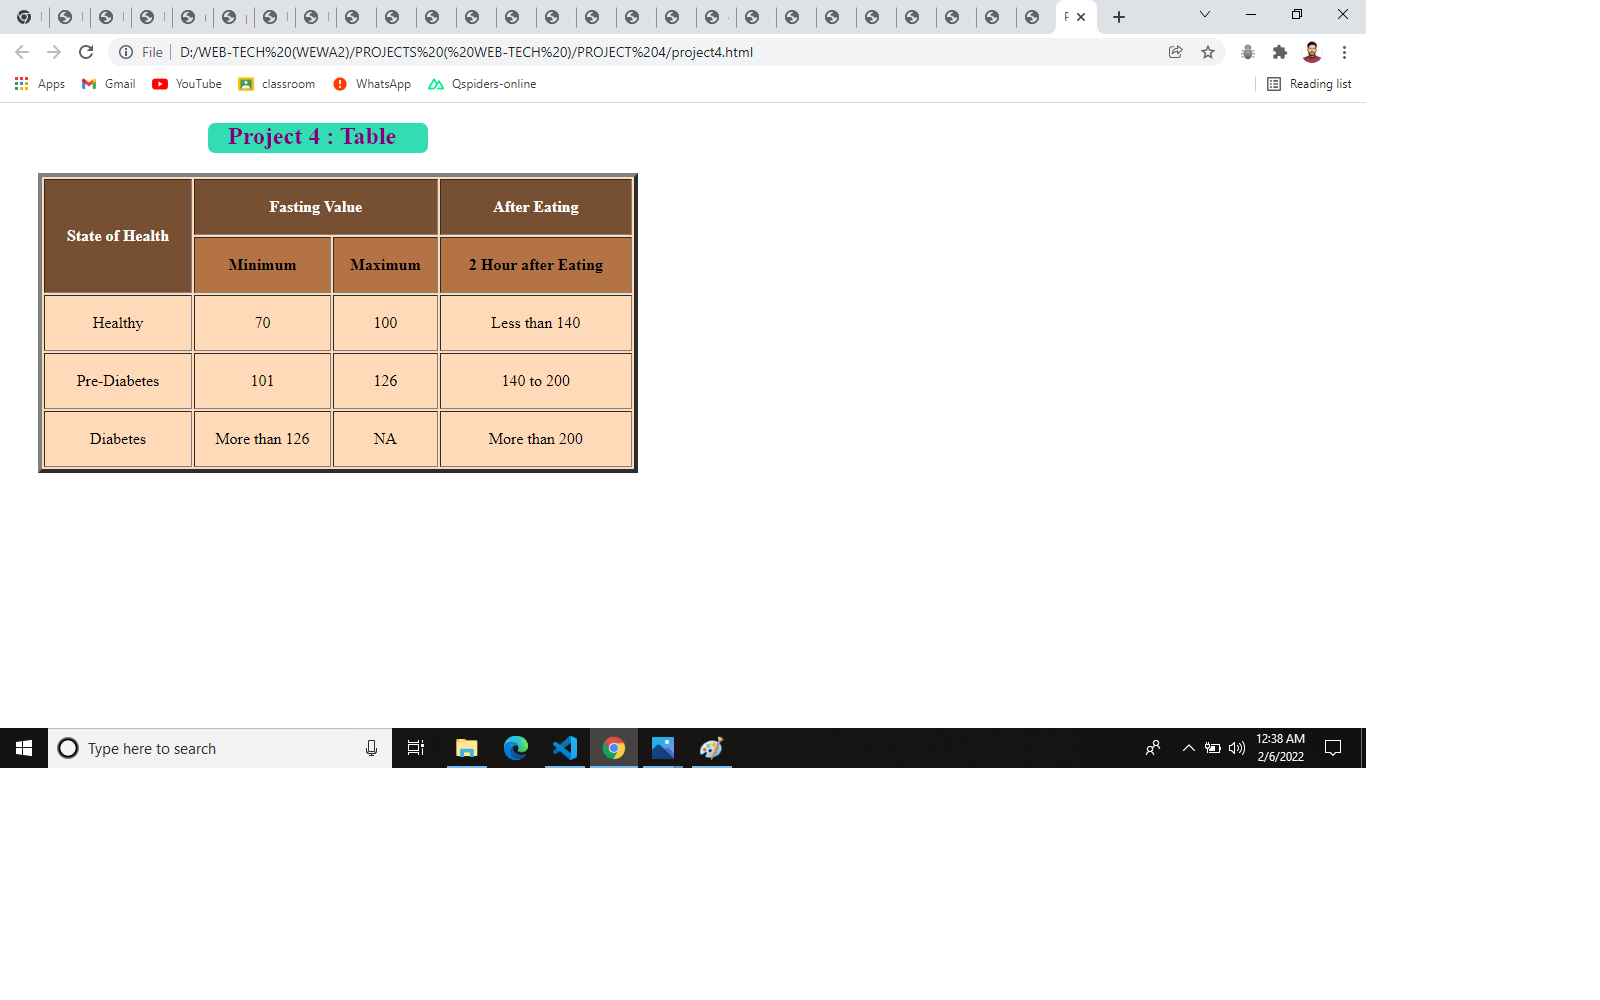 File D:/WEB-TECH%20(WEWA2)/PROJECTS%20(%20WEB-TECH%20)/PROJECT%204/project4.html
Apps Gmail YouTube classroom WhatsApp Qspiders-online Reading list
Project 4 : Table
State of Health Fasting Value After Eating
Minimum Maximum 2 Hour after Eating
Healthy 70 100 Less than 140
Pre-Diabetes 101 126 140 to 200
Diabetes More than 126 NA More than 200
Type here to search
12:38 AM
2/6/2022